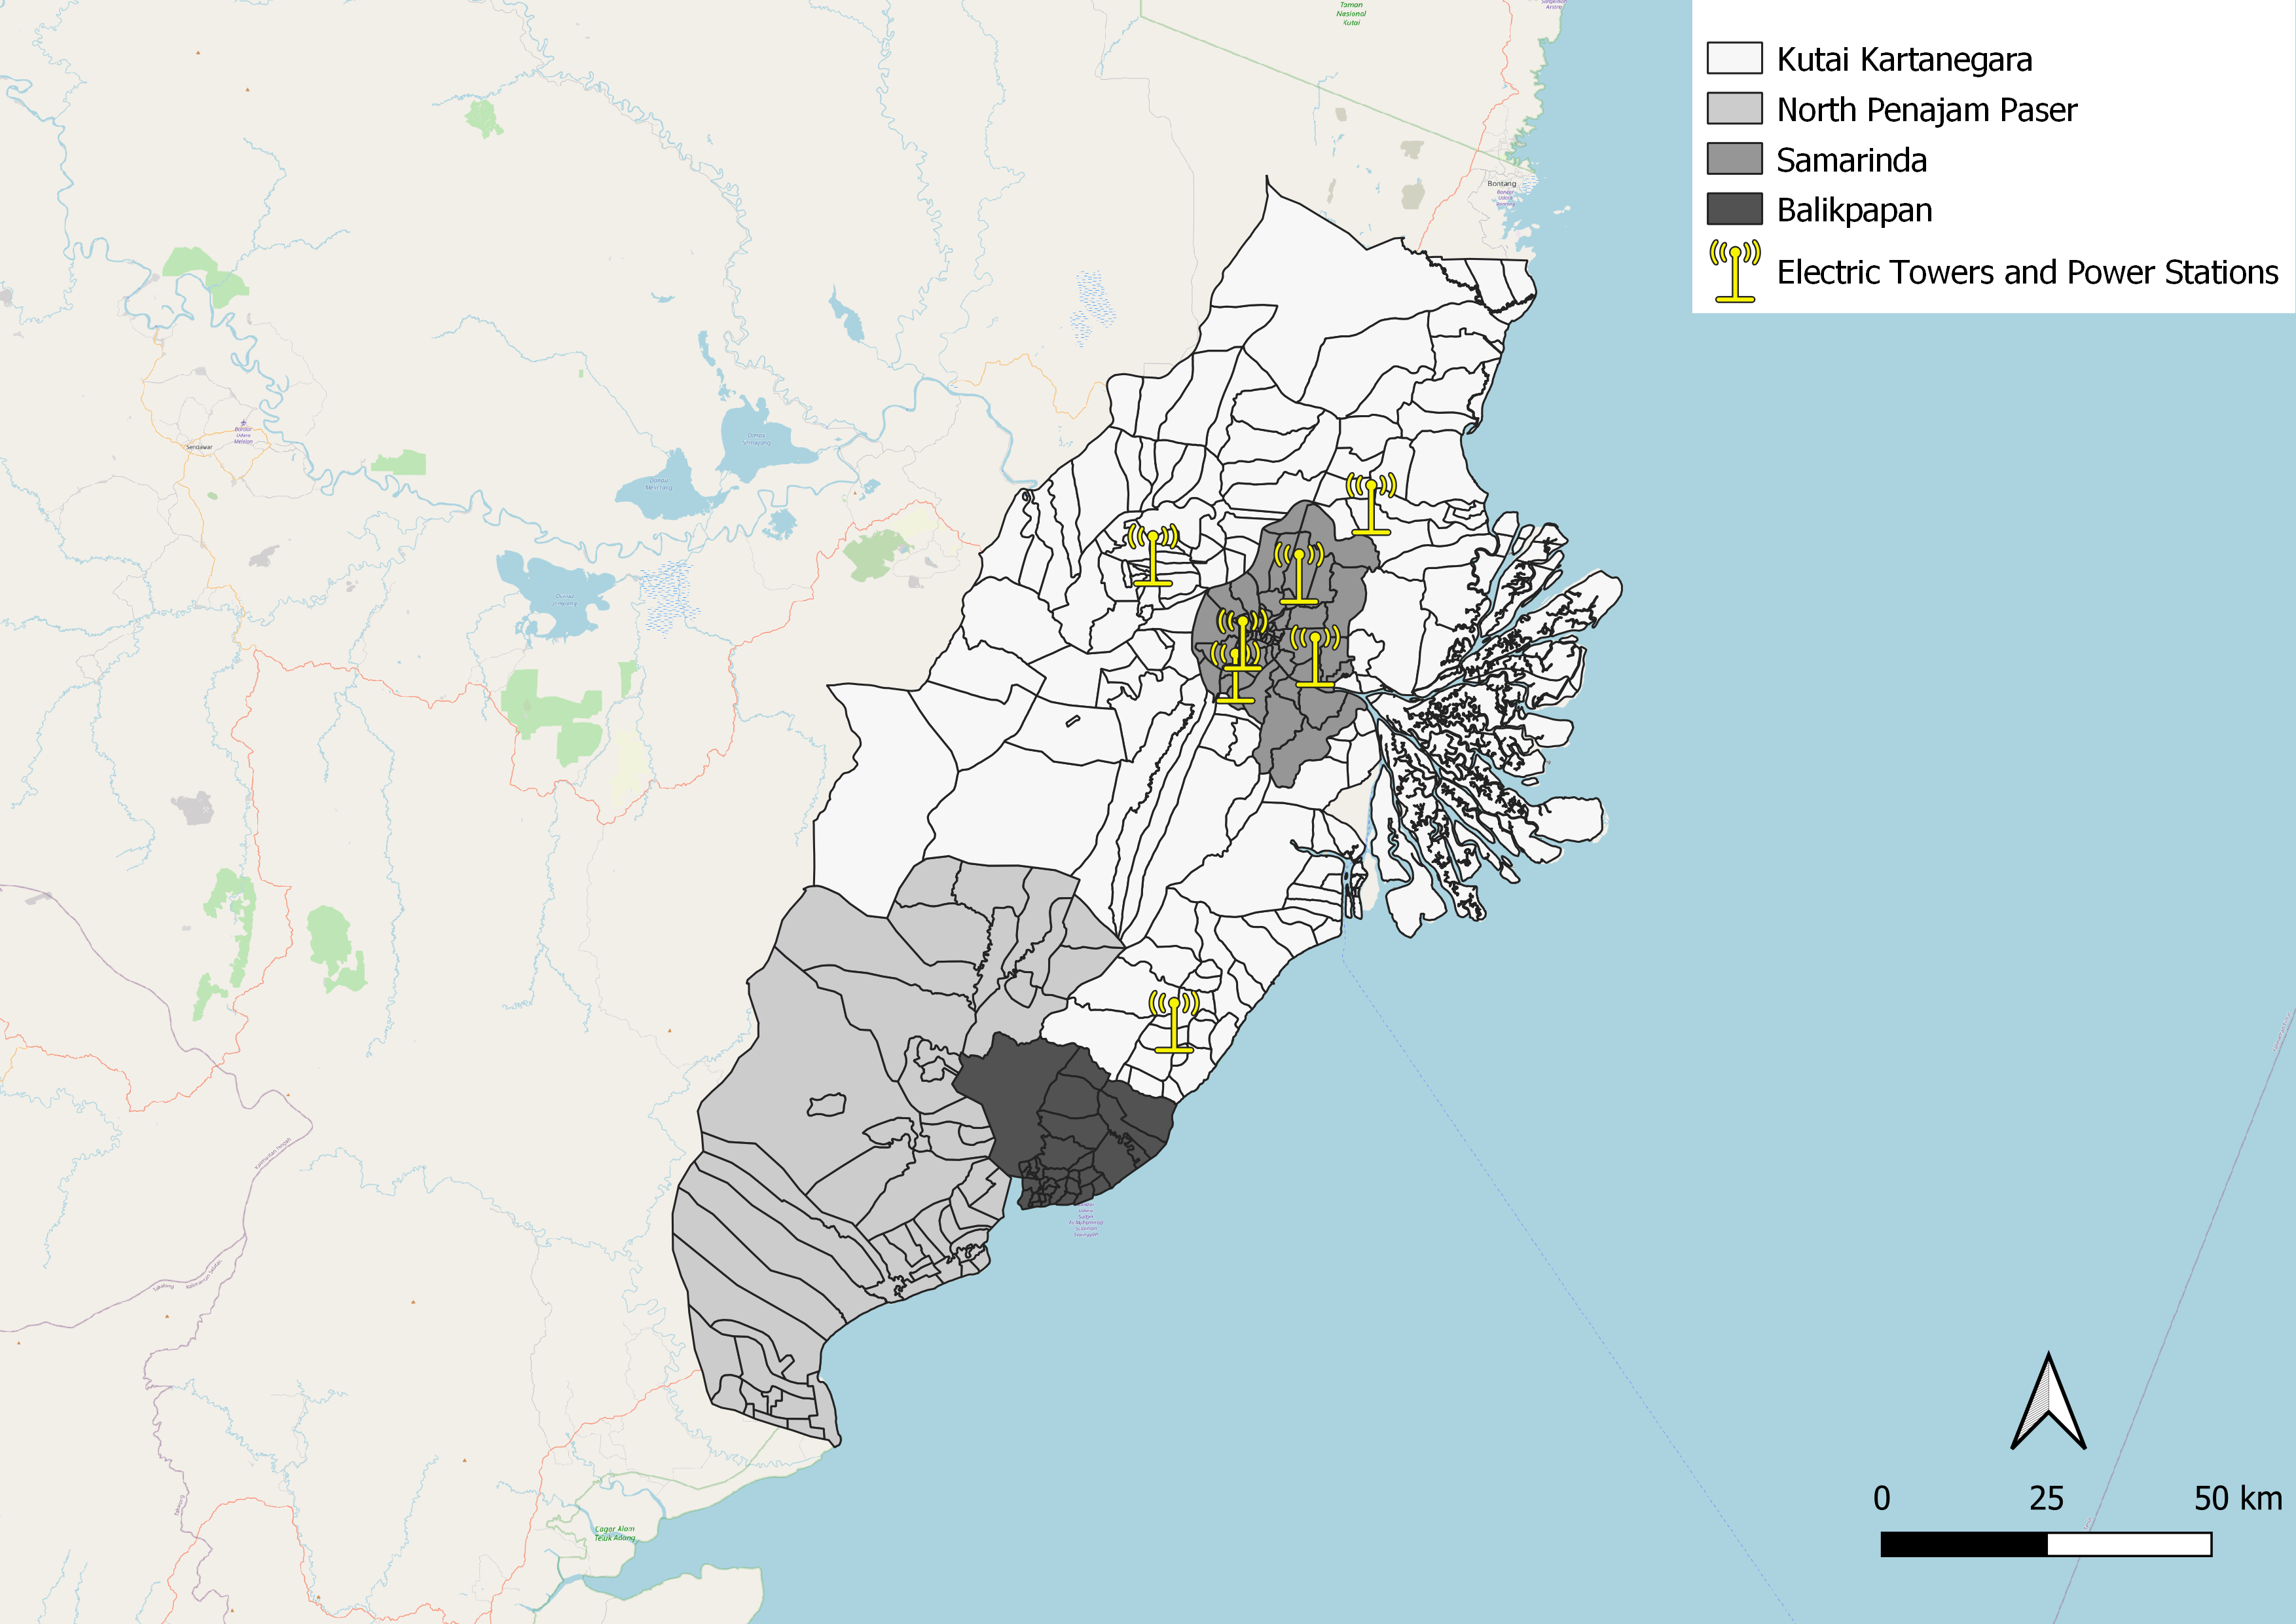 Taman
Nasional
Kutai
Kutai Kartanegara
North Penajam Paser
Samarinda
Balikpapan
Electric Towers and Power Stations
Bontang
Sendawar
Cagar Alam
Teluk Adang
0 25 50 km